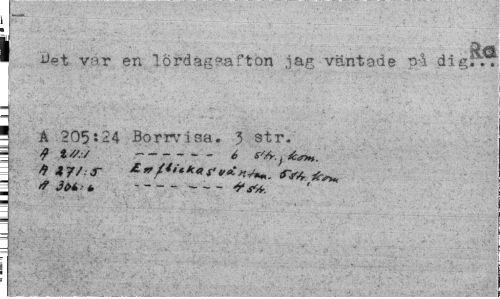 Ra
Det var en lördagsafton jag väntade på dig...
A 205:24 Borrvisa. 3 str.
A 211:1 - - - - - - 6 str., kom.
A 271:5 En flickas väntan. 5 str, kom
A 306:6 - - - - - - 4 str.